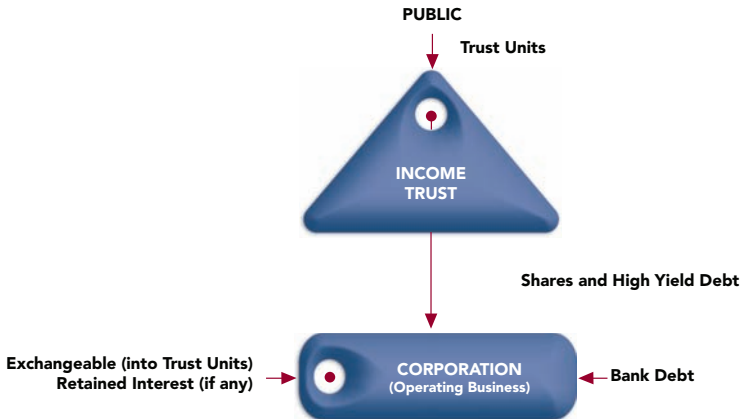 PUBLIC
Trust Units
INCOME
TRUST
Shares and High Yield Debt
Exchangeable (into Trust Units)
Retained Interest (if any)
CORPORATION
(Operating Business)
Bank Debt